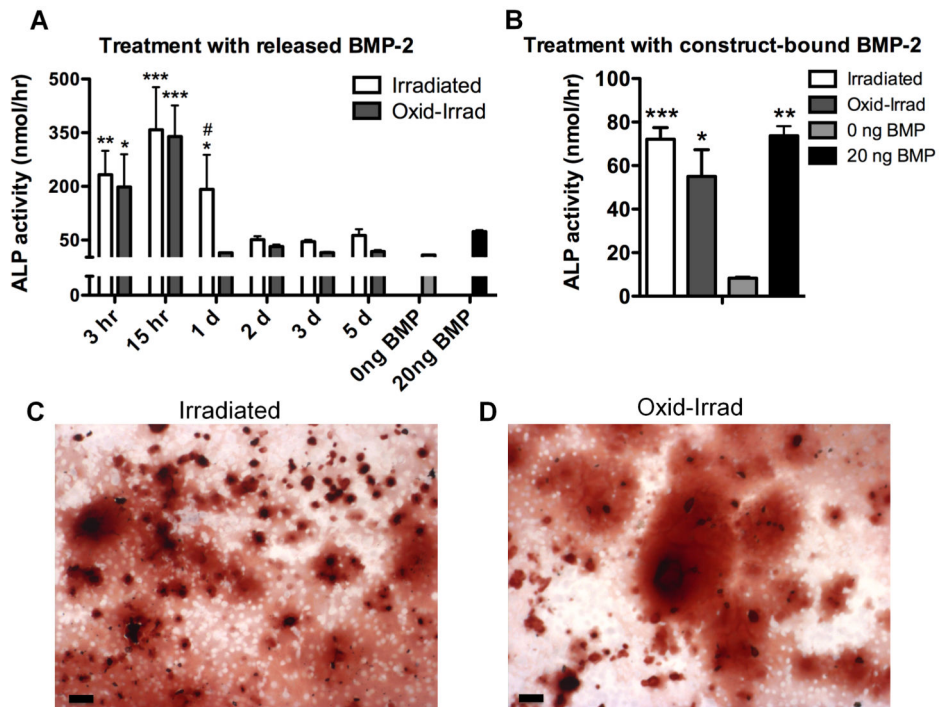 A
Treatment with released BMP-2
ALP activity (nmol/hr)
500
350
200
50
0
** * *** *** # *
Irradiated
Oxid-Irrad
3 hr
15 hr
1 d
2 d
3 d
5 d
0ng BMP
20ng BMP
B
Treatment with construct-bound BMP-2
ALP activity (nmol/hr)
100
80
60
40
20
0
*** * **
Irradiated
Oxid-Irrad
0 ng BMP
20 ng BMP
C
Irradiated
D
Oxid-Irrad